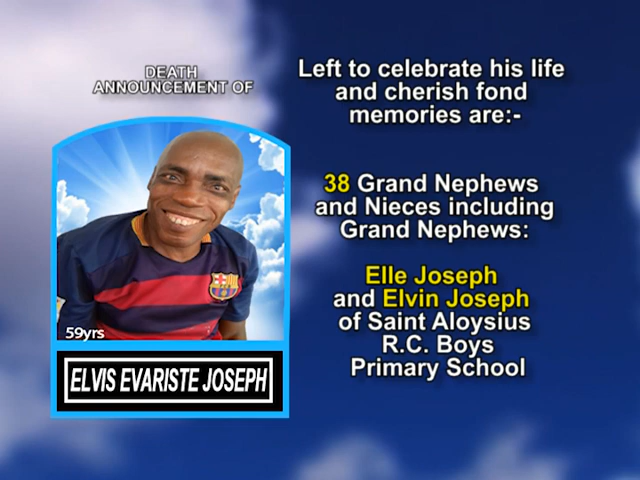 DEATH
ANNOUNCEMENT OF
59yrs
ELVIS EVARISTE JOSEPH
Left to celebrate his life
and cherish fond
memories are:-
38 Grand Nephews
and Nieces including
Grand Nephews:
Elle Joseph
and Elvin Joseph
of Saint Aloysius
R.C. Boys
Primary School